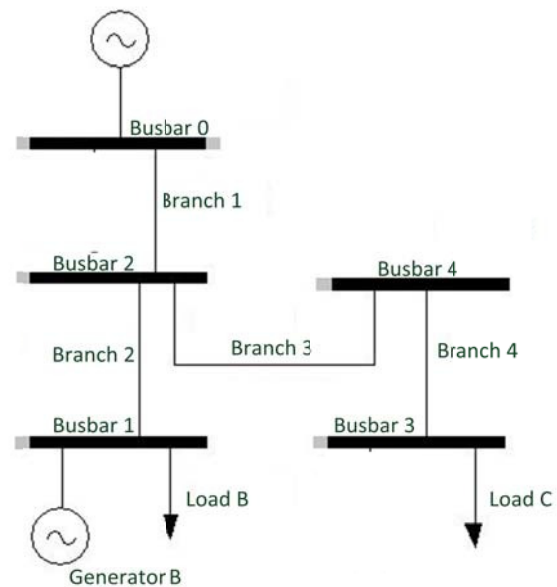 Busbar 0
Branch 1
Busbar 2
Busbar 4
Branch 3
Branch 2
Branch 4
Busbar 1
Busbar 3
Load B
Load C
Generator B